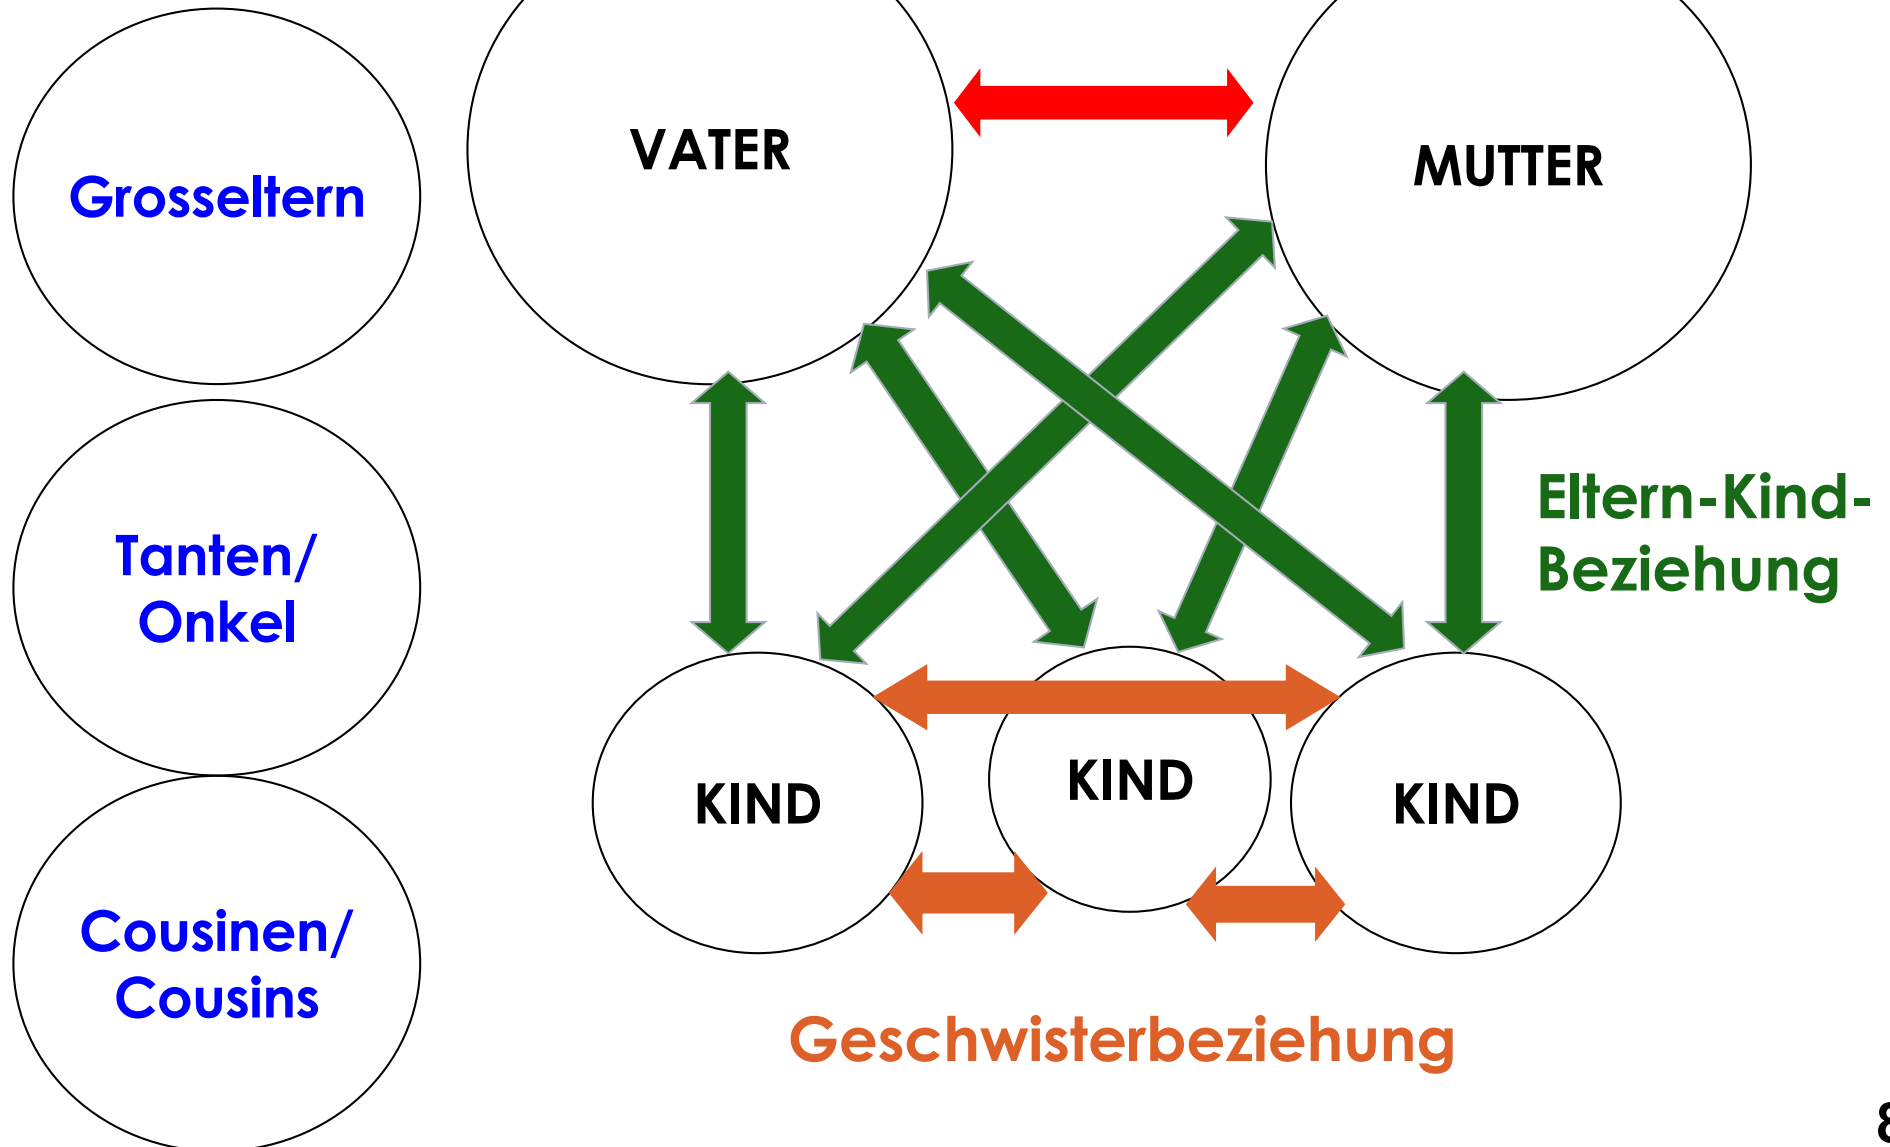 Grosseltern
VATER
MUTTER
Tanten/
Onkel
Eltern-Kind-
Beziehung
KIND
KIND
KIND
Cousinen/
Cousins
Geschwisterbeziehung